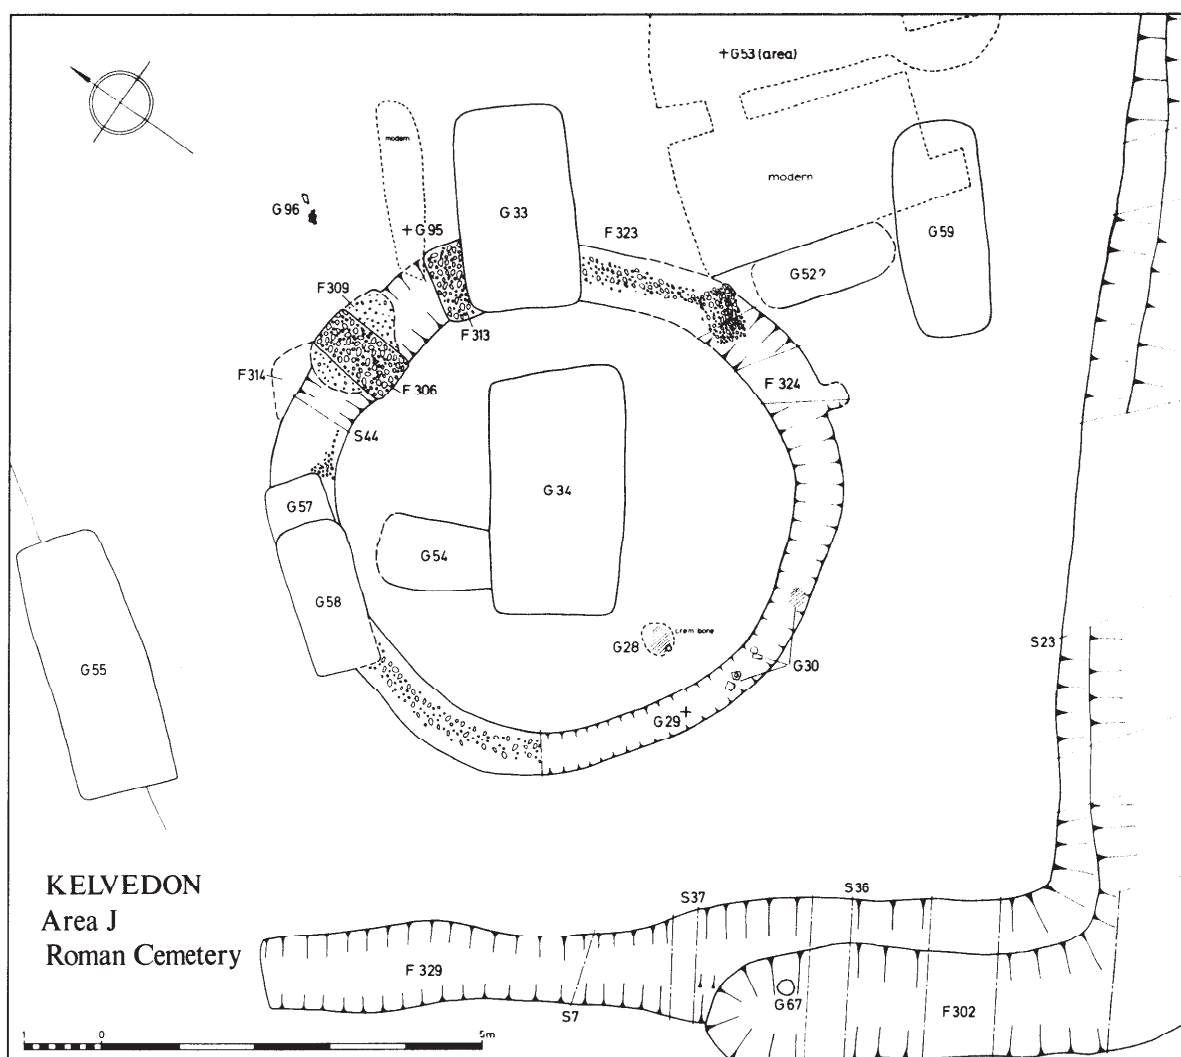 +G53 (area)
modern
G96
+G95
G33
F323
modern
G59
G52?
F309
F313
F314
F306
F324
S44
G34
G57
G54
G58
crem bone
G28
G30
S23
G55
G29+
KELVEDON
Area J
Roman Cemetery
S37
S36
F329
G67
F302
S7
1 0 5m